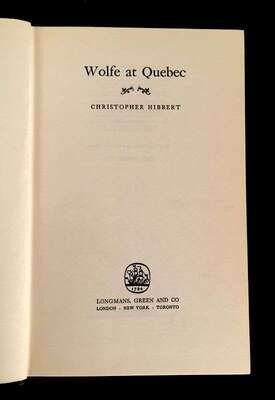 Wolfe at Quebec
CHRISTOPHER HIBBERT
LONGMANS, GREEN AND CO
LONDON · NEW YORK · TORONTO